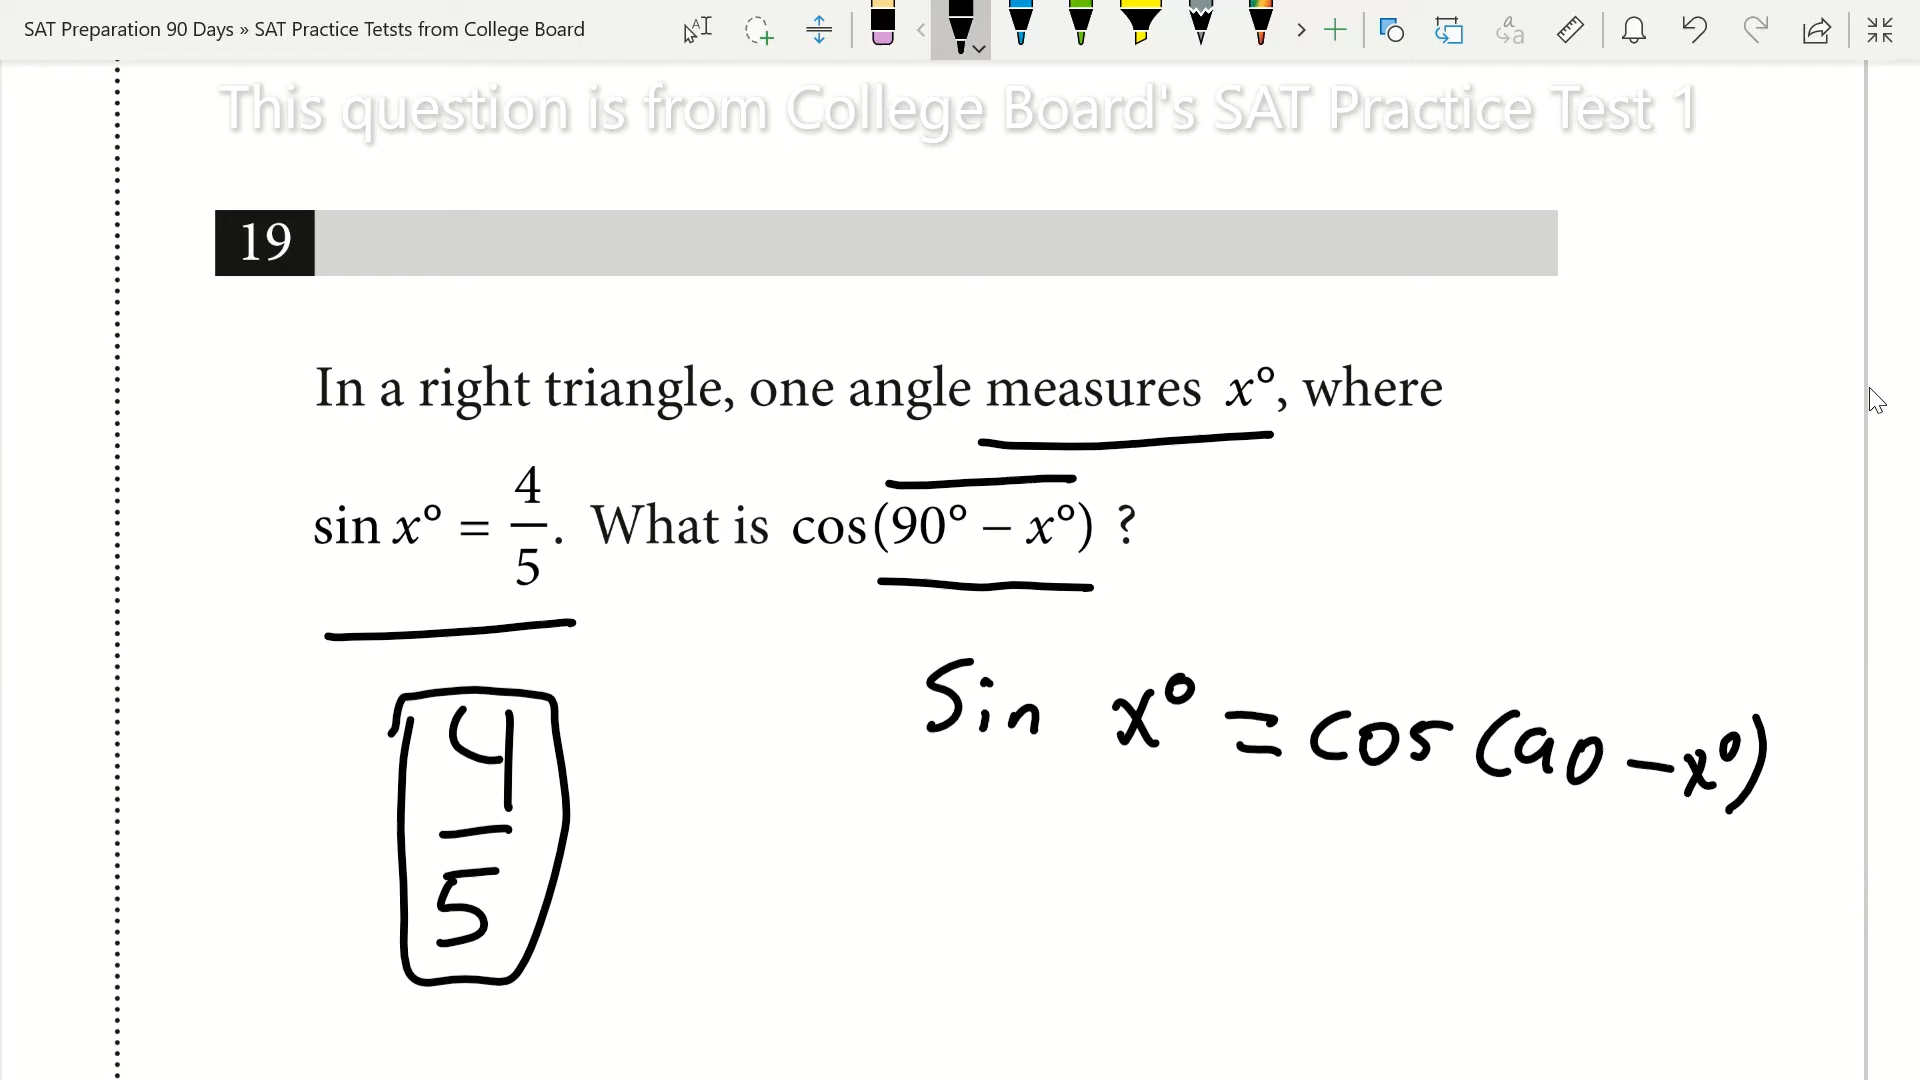 SAT Preparation 90 Days » SAT Practice Tetsts from College Board
This question is from College Board's SAT Practice Test 1
19
In a right triangle, one angle measures x°, where
sin x° = 4/5. What is cos(90° – x°) ?
Sin x° = cos (90 – x°)
4/5